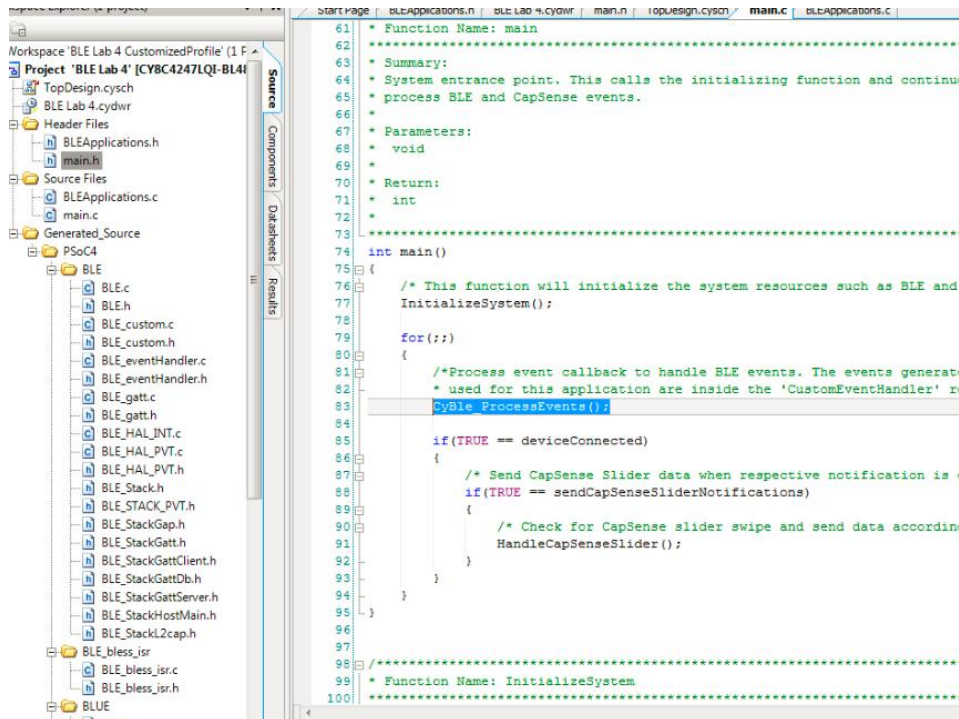 Start Page BLEApplications.h BLE Lab 4.cydwr main.h TopDesign.cysch main.c BLEApplications.c
Workspace 'BLE Lab 4 CustomizedProfile' (1 P
Project 'BLE Lab 4' [CY8C4247LQI-BL48
TopDesign.cysch
BLE Lab 4.cydwr
Header Files
BLEApplications.h
main.h
Source Files
BLEApplications.c
main.c
Generated_Source
PSoC4
BLE
BLE.c
BLE.h
BLE_custom.c
BLE_custom.h
BLE_eventHandler.c
BLE_eventHandler.h
BLE_gatt.c
BLE_gatt.h
BLE_HAL_INT.c
BLE_HAL_PVT.c
BLE_HAL_PVT.h
BLE_Stack.h
BLE_STACK_PVT.h
BLE_StackGap.h
BLE_StackGatt.h
BLE_StackGattClient.h
BLE_StackGattDb.h
BLE_StackGattServer.h
BLE_StackHostMain.h
BLE_StackL2cap.h
BLE_bless_isr
BLE_bless_isr.c
BLE_bless_isr.h
BLUE
Source
Components
Datasheets
Results
61 * Function Name: main
62 *******************************************************************************
63 * Summary:
64 * System entrance point. This calls the initializing function and continue
65 * process BLE and CapSense events.
66 *
67 * Parameters:
68 * void
69 *
70 * Return:
71 * int
72 *
73 *******************************************************************************
74 int main()
75 {
76 /* This function will initialize the system resources such as BLE and
77 InitializeSystem();
78
79 for(;;)
80 {
81 /*Process event callback to handle BLE events. The events generate
82 * used for this application are inside the 'CustomEventHandler' r
83 CyBle_ProcessEvents();
84
85 if(TRUE == deviceConnected)
86 {
87 /* Send CapSense Slider data when respective notification is e
88 if(TRUE == sendCapSenseSliderNotifications)
89 {
90 /* Check for CapSense slider swipe and send data accordin
91 HandleCapSenseSlider();
92 }
93 }
94 }
95 }
96
97
98 /*******************************************************************************
99 * Function Name: InitializeSystem
100 *******************************************************************************